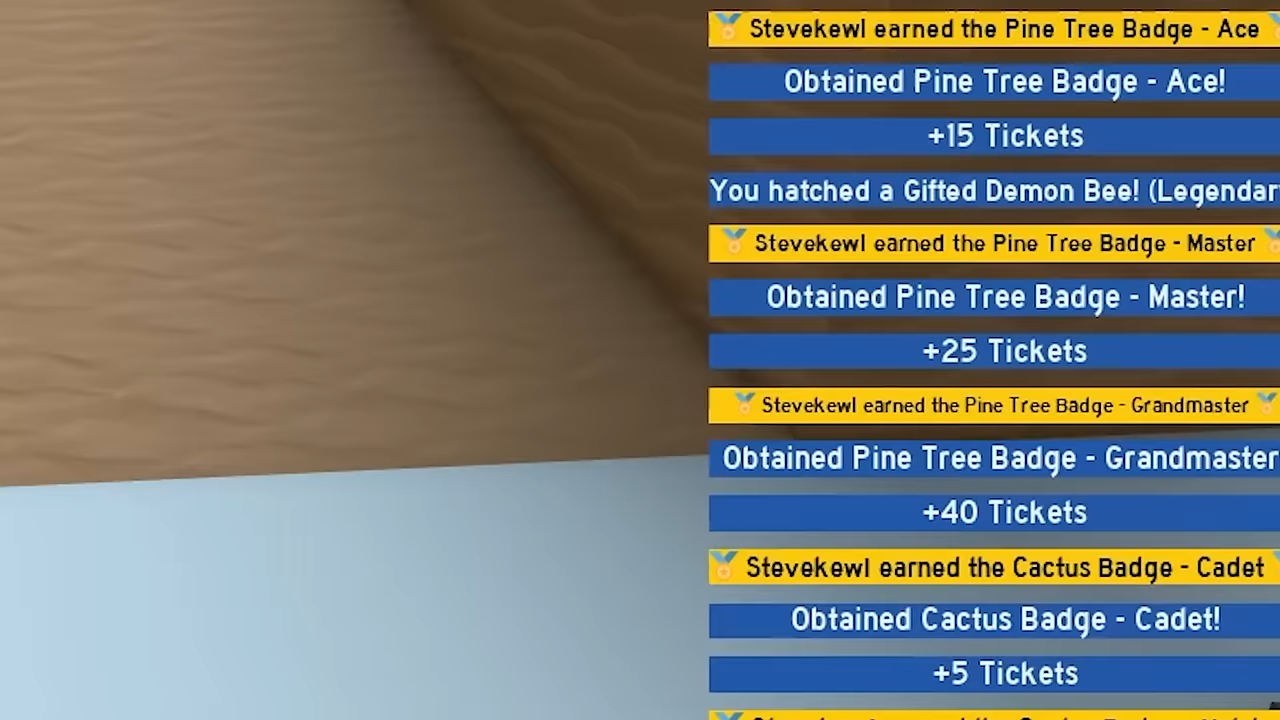 Stevekewl earned the Pine Tree Badge - Ace
Obtained Pine Tree Badge - Ace!
+15 Tickets
You hatched a Gifted Demon Bee! (Legendar
Stevekewl earned the Pine Tree Badge - Master
Obtained Pine Tree Badge - Master!
+25 Tickets
Stevekewl earned the Pine Tree Badge - Grandmaster
Obtained Pine Tree Badge - Grandmaster
+40 Tickets
Stevekewl earned the Cactus Badge - Cadet
Obtained Cactus Badge - Cadet!
+5 Tickets